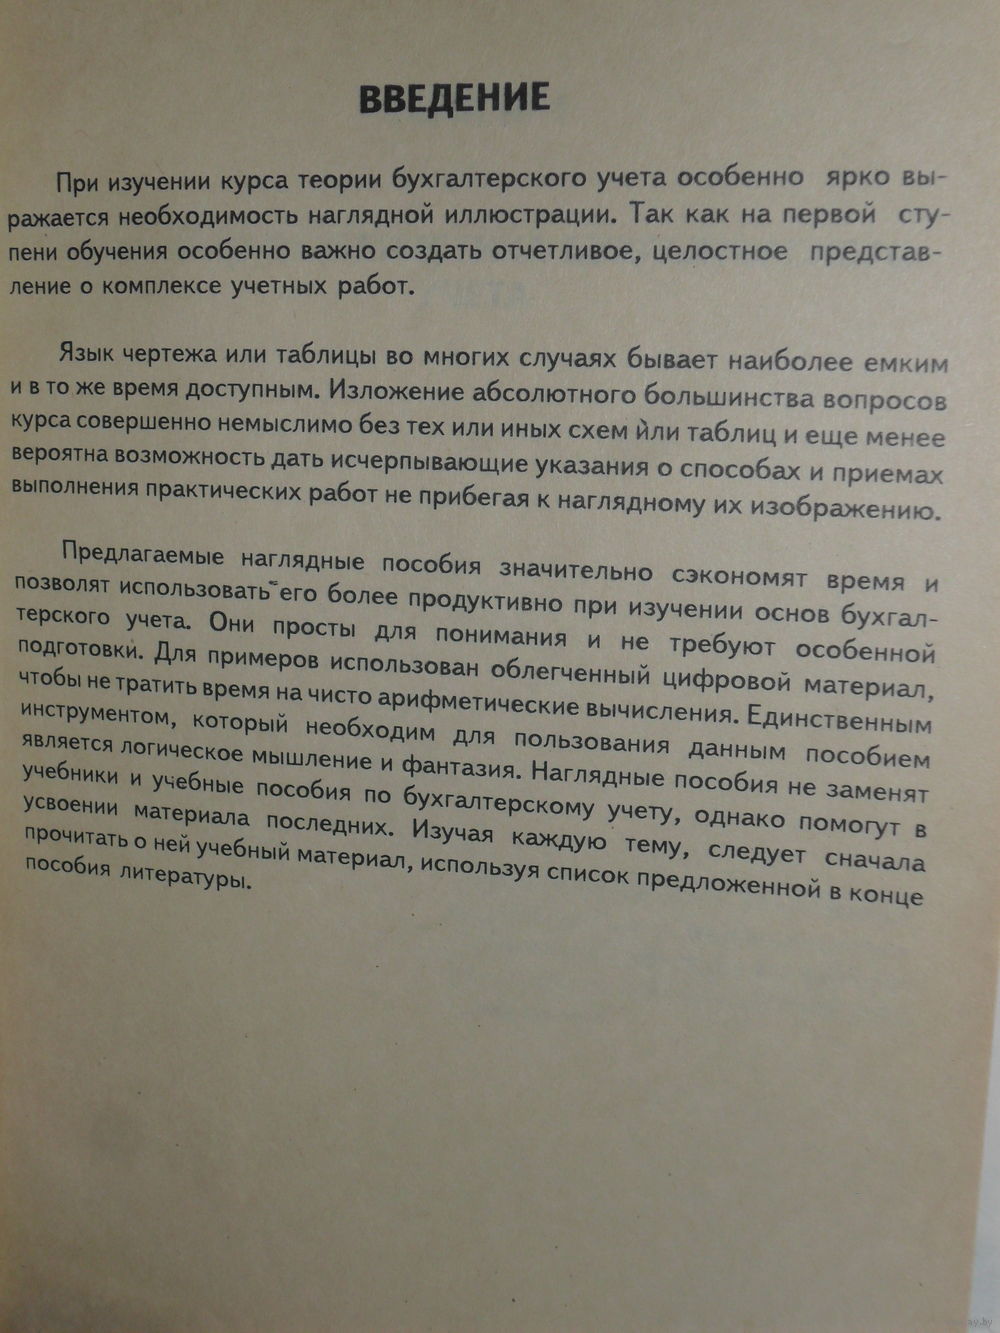 ВВЕДЕНИЕ
При изучении курса теории бухгалтерского учета особенно ярко вы-
ражается необходимость наглядной иллюстрации. Так как на первой сту-
пени обучения особенно важно создать отчетливое, целостное представ-
ление о комплексе учетных работ.
Язык чертежа или таблицы во многих случаях бывает наиболее емким
и в то же время доступным. Изложение абсолютного большинства вопросов
курса совершенно немыслимо без тех или иных схем или таблиц и еще менее
вероятна возможность дать исчерпывающие указания о способах и приемах
выполнения практических работ не прибегая к наглядному их изображению.
Предлагаемые наглядные пособия значительно сэкономят время и
позволят использовать его более продуктивно при изучении основ бухгал-
терского учета. Они просты для понимания и не требуют особенной
подготовки. Для примеров использован облегченный цифровой материал,
чтобы не тратить время на чисто арифметические вычисления. Единственным
инструментом, который необходим для пользования данным пособием
является логическое мышление и фантазия. Наглядные пособия не заменят
учебники и учебные пособия по бухгалтерскому учету, однако помогут в
усвоении материала последних. Изучая каждую тему, следует сначала
прочитать о ней учебный материал, используя список предложенной в конце
пособия литературы.